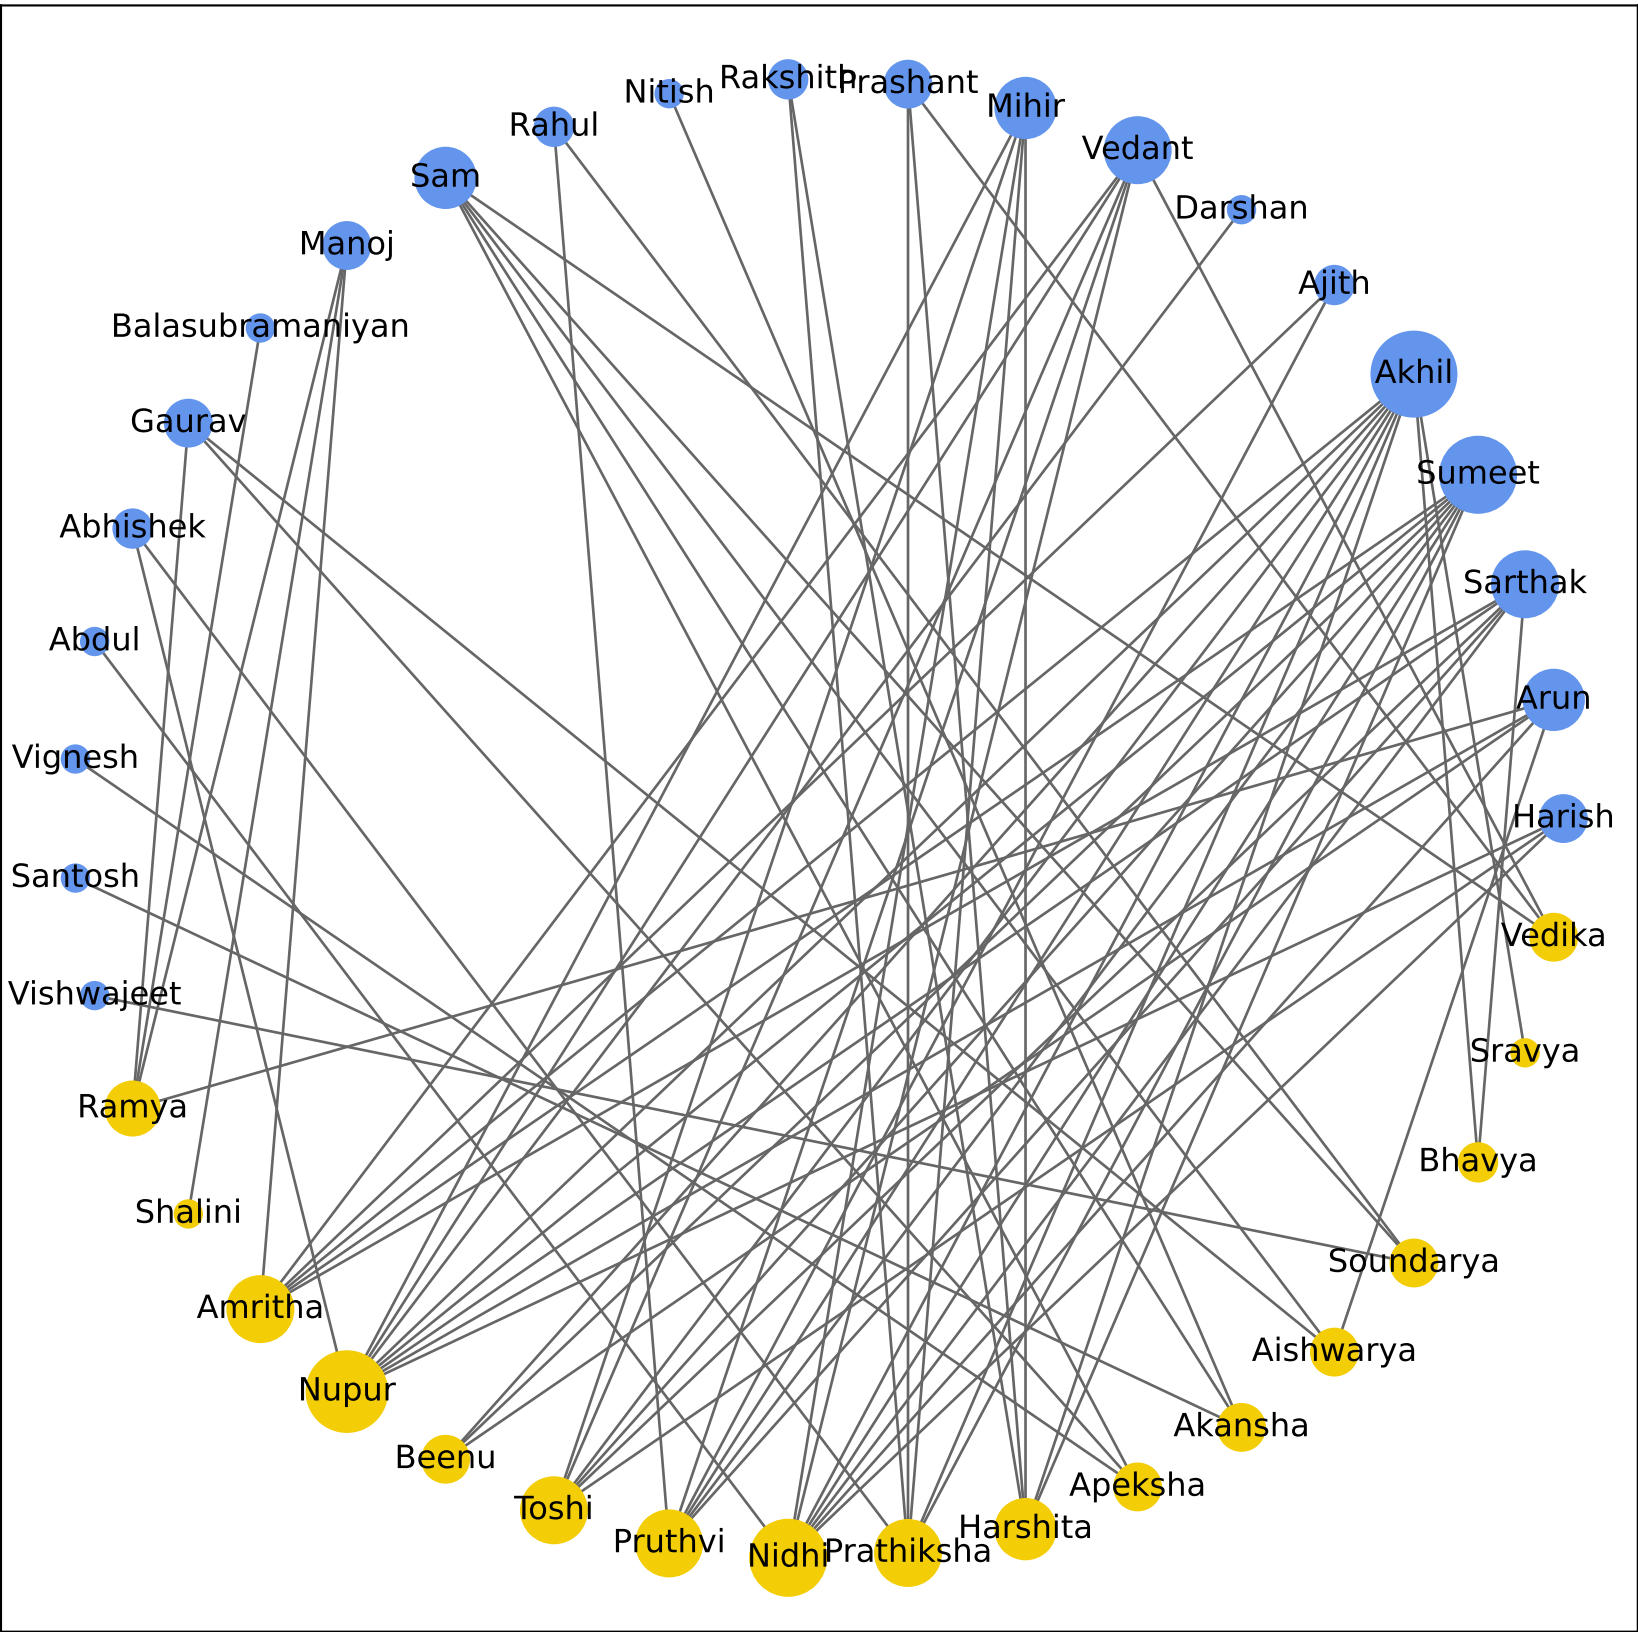 Rakshith
Prashant
Nitish
Mihir
Rahul
Vedant
Sam
Darshan
Manoj
Ajith
Balasubramaniyan
Akhil
Gaurav
Sumeet
Abhishek
Sarthak
Abdul
Arun
Vignesh
Harish
Santosh
Vedika
Vishwajeet
Sravya
Ramya
Bhavya
Shalini
Soundarya
Amritha
Aishwarya
Nupur
Akansha
Beenu
Apeksha
Toshi
Harshita
Pruthvi
Prathiksha
Nidhi